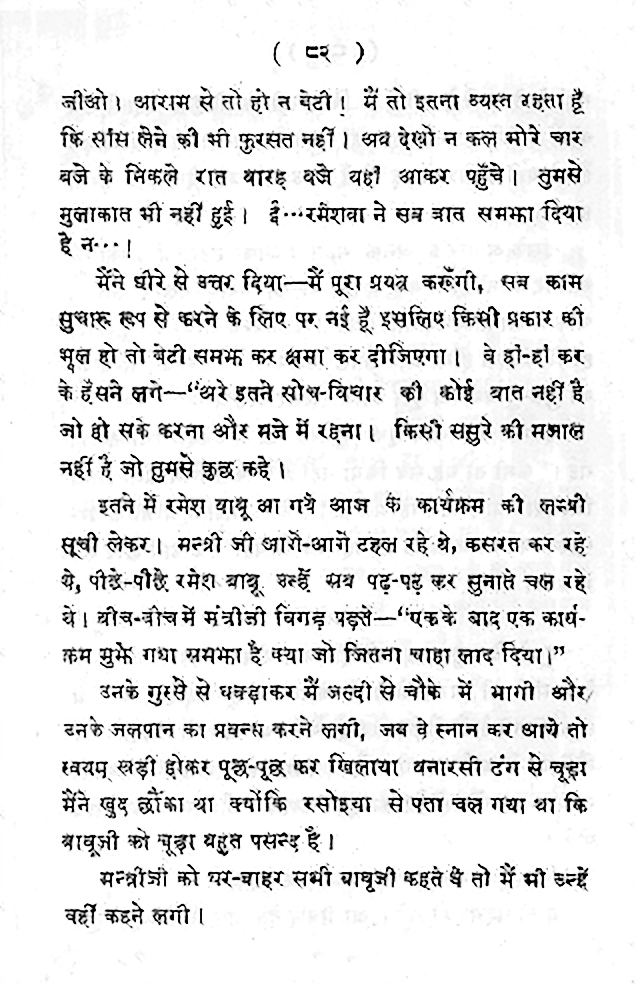 ( ८२ )
जीओ। आराम से तो हो न बेटी! मैं तो इतना व्यस्त रहता हूँ
कि साँस लेने की भी फुरसत नहीं। अब देखो न कल भोरे चार
बजे के निकले रात बारह बजे यहाँ आकर पहुँचे। तुमसे
मुलाकात भी नहीं हुई। ई···रमेशवा ने सब बात समझा दिया
है न···!
मैंने धीरे से उत्तर दिया—मैं पूरा प्रयत्न करूँगी, सब काम
सुचारू रूप से करने के लिए पर नई हूँ इसलिए किसी प्रकार की
भूल हो तो बेटी समझ कर क्षमा कर दीजिएगा। वे हाँ-हाँ कर
के हँसने लगे—“अरे इतने सोच-विचार की कोई बात नहीं है
जो हो सके करना और मजे में रहना। किसी ससुरे की मजाल
नहीं है जो तुमसे कुछ कहे।
इतने में रमेश बाबू आ गये आज के कार्यक्रम की लम्बी
सूची लेकर। मन्त्री जी आगे-आगे टहल रहे थे, कसरत कर रहे
थे, पीछे-पीछे रमेश बाबू उन्हें सब पढ़-पढ़ कर सुनाते चल रहे
थे। बीच-बीच में मंत्रीजी बिगड़ पड़ते—“एक के बाद एक कार्य-
क्रम मुझे गधा समझा है क्या जो जितना चाहा लाद दिया।”
उनके गुस्से से घबड़ाकर मैं जल्दी से चौके में भागी और
उनके जलपान का प्रबन्ध करने लगी, जब वे स्नान कर आये तो
स्वयम् खड़ी होकर पूछ-पूछ कर खिलाया बनारसी ढंग से चूड़ा
मैंने खुद छौंका था क्योंकि रसोइया से पता चल गया था कि
बाबूजी को चूड़ा बहुत पसन्द है।
मन्त्रीजी को घर-बाहर सभी बाबूजी कहते थे तो मैं भी उन्हें
वहीं कहने लगी।